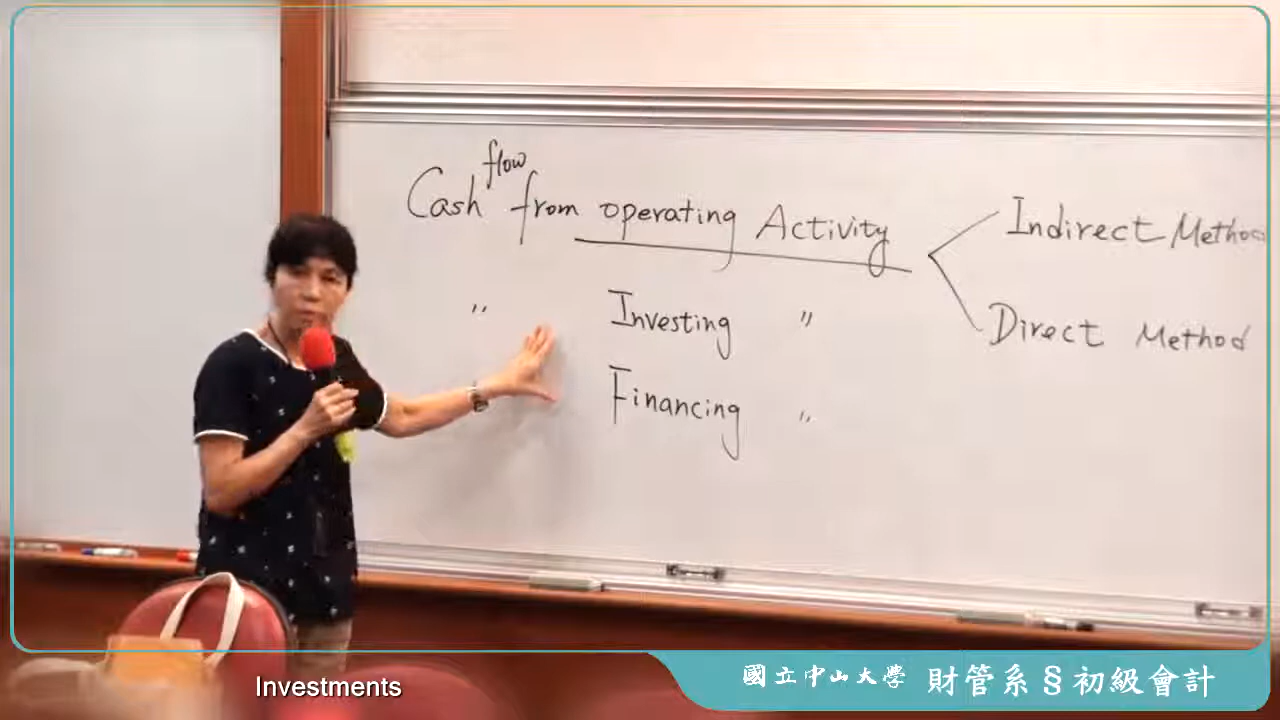 Cash flow from operating Activity
Indirect Method
Direct Method
" Investing "
Financing "
Investments
國立中山大學 財管系§初級會計